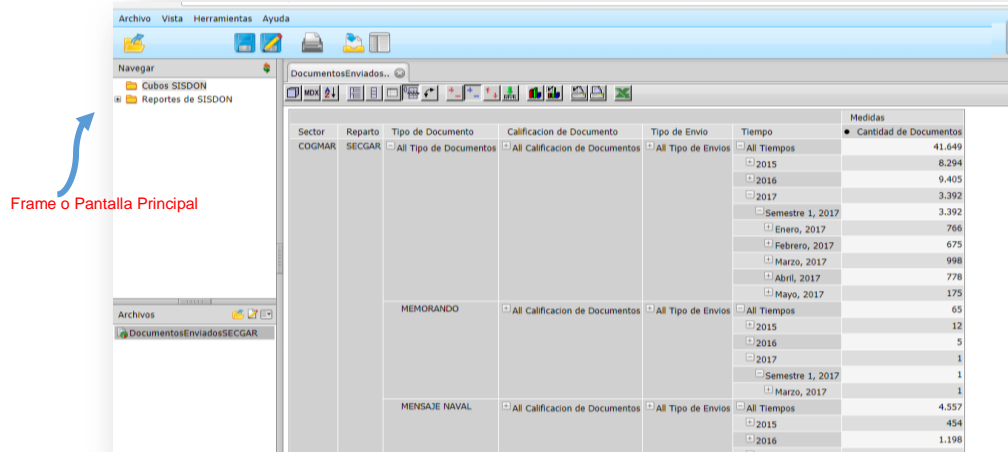 Archivo Vista Herramientas Ayuda
Navegar
Cubos SISDON
Reportes de SISDON
Frame o Pantalla Principal
Archivos
DocumentosEnviadosSECGAR
DocumentosEnviados..
MDX
Medidas
Sector Reparto Tipo de Documento Calificacion de Documento Tipo de Envio Tiempo Cantidad de Documentos
COGMAR SECGAR All Tipo de Documentos All Calificacion de Documentos All Tipo de Envios All Tiempos 41.649
2015 8.294
2016 9.405
2017 3.392
Semestre 1, 2017 3.392
Enero, 2017 766
Febrero, 2017 675
Marzo, 2017 998
Abril, 2017 778
Mayo, 2017 175
MEMORANDO All Calificacion de Documentos All Tipo de Envios All Tiempos 65
2015 12
2016 5
2017 1
Semestre 1, 2017 1
Marzo, 2017 1
MENSAJE NAVAL All Calificacion de Documentos All Tipo de Envios All Tiempos 4.557
2015 454
2016 1.198